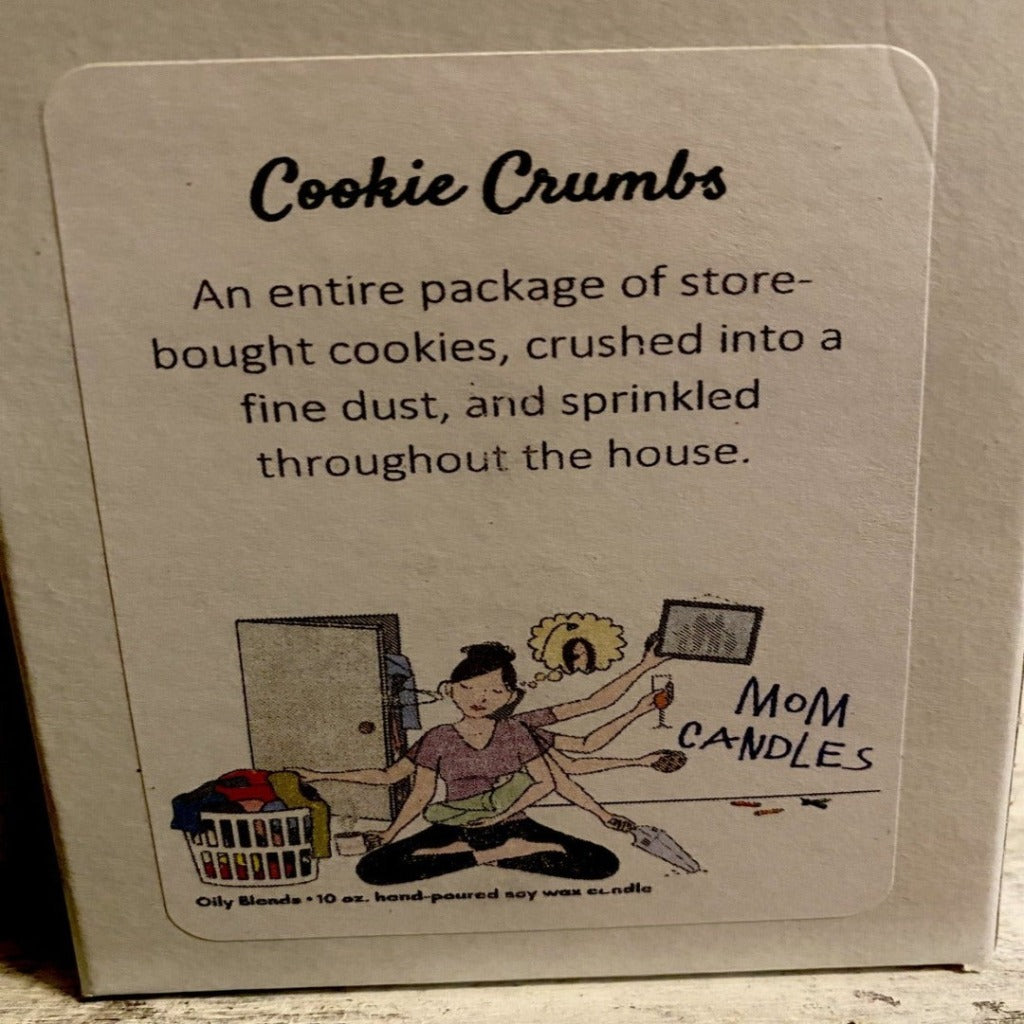 Cookie Crumbs
An entire package of store-
bought cookies, crushed into a
fine dust, and sprinkled
throughout the house.
MOM
CANDLES
Oily Blends • 10 oz. hand-poured soy wax candle